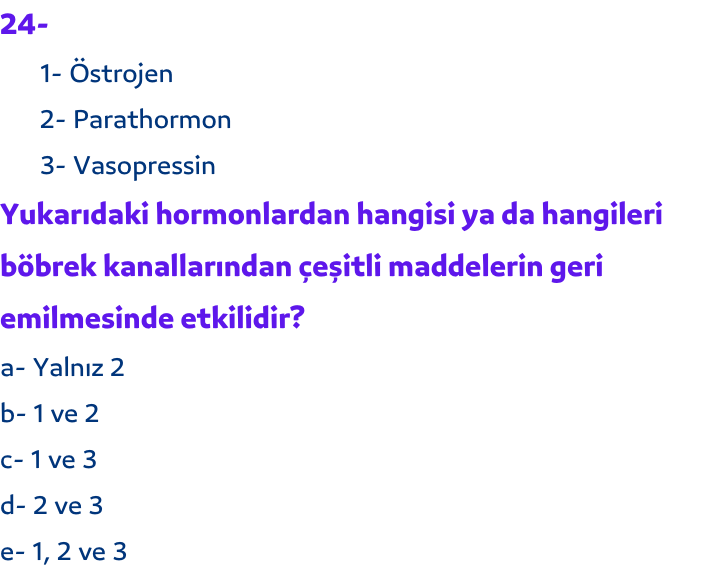 24-
1- Östrojen
2- Parathormon
3- Vasopressin
Yukarıdaki hormonlardan hangisi ya da hangileri
böbrek kanallarından çeşitli maddelerin geri
emilmesinde etkilidir?
a- Yalnız 2
b- 1 ve 2
c- 1 ve 3
d- 2 ve 3
e- 1, 2 ve 3